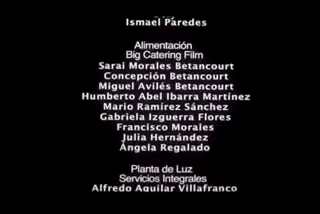 Ismael Paredes
Alimentación
Big Catering Film
Sarai Morales Betancourt
Concepción Betancourt
Miguel Avilés Betancourt
Humberto Abel Ibarra Martínez
Mario Ramírez Sánchez
Gabriela Izguerra Flores
Francisco Morales
Julia Hernández
Ángela Regalado
Planta de Luz
Servicios Integrales
Alfredo Aguilar Villafranco